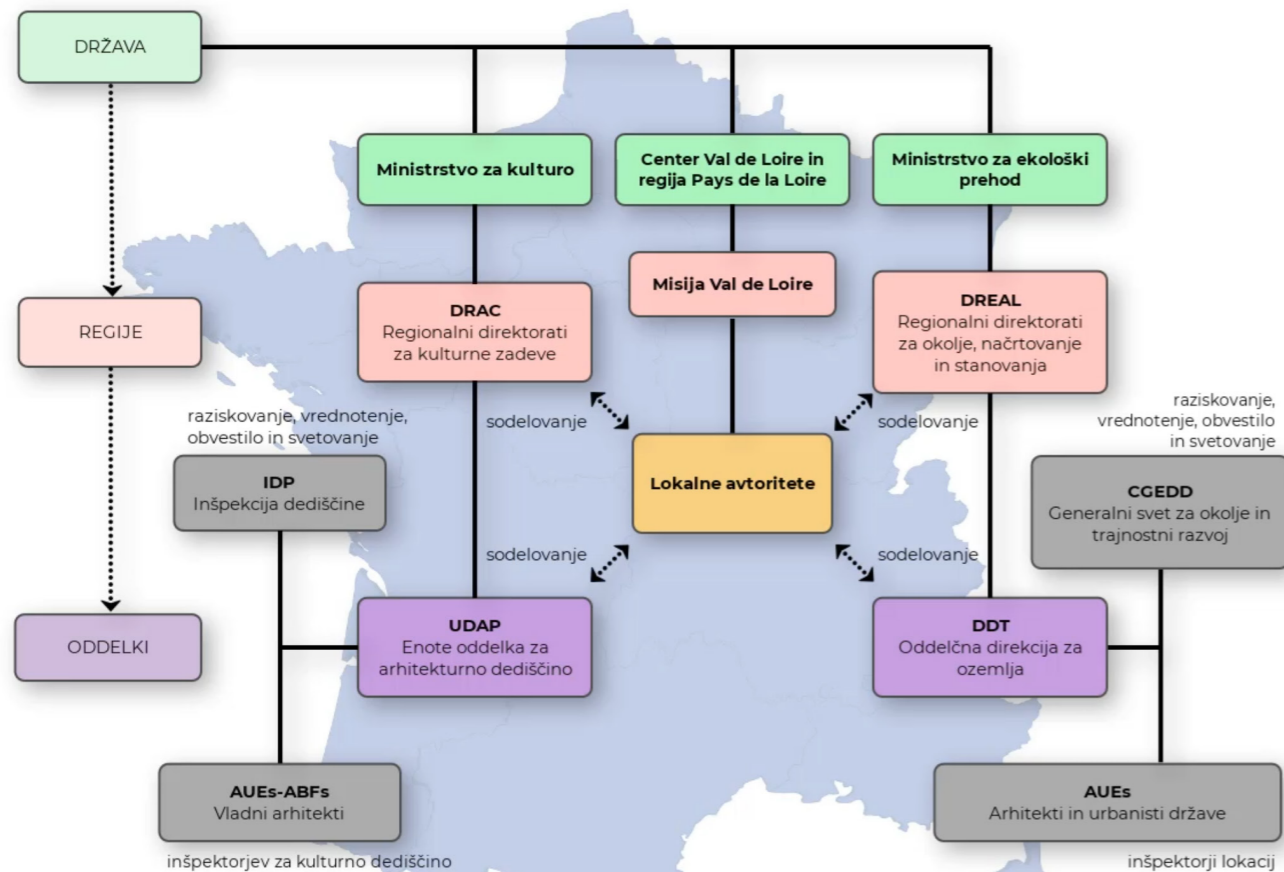 DRŽAVA
Ministrstvo za kulturo
Center Val de Loire in
regija Pays de la Loire
Ministrstvo za ekološki
prehod
Misija Val de Loire
REGIJE
DRAC
Regionalni direktorati
za kulturne zadeve
DREAL
Regionalni direktorati
za okolje, načrtovanje
in stanovanja
raziskovanje, vrednotenje,
obvestilo in svetovanje
sodelovanje
sodelovanje
raziskovanje,
vrednotenje, obvestilo
in svetovanje
IDP
Inšpekcija dediščine
Lokalne avtoritete
CGEDD
Generalni svet za okolje in
trajnostni razvoj
sodelovanje
sodelovanje
ODDELKI
UDAP
Enote oddelka za
arhitekturno dediščino
DDT
Oddelčna direkcija za
ozemlja
AUEs-ABFs
Vladni arhitekti
AUEs
Arhitekti in urbanisti države
inšpektorjev za kulturno dediščino
inšpektorji lokacij